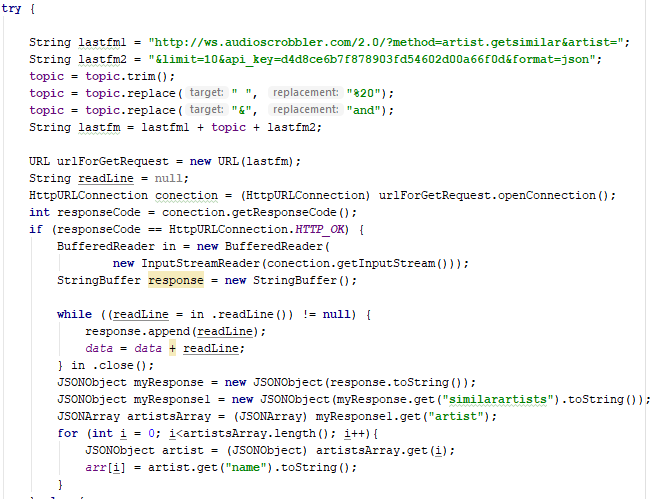 try {
String lastfm1 = "http://ws.audioscrobbler.com/2.0/?method=artist.getsimilar&artist=";
String lastfm2 = "&limit=10&api_key=d4d8ce6b7f878903fd54602d00a66f0d&format=json";
topic = topic.trim();
topic = topic.replace( target: " ", replacement: "%20");
topic = topic.replace( target: "&", replacement: "and");
String lastfm = lastfm1 + topic + lastfm2;
URL urlForGetRequest = new URL(lastfm);
String readLine = null;
HttpURLConnection conection = (HttpURLConnection) urlForGetRequest.openConnection();
int responseCode = conection.getResponseCode();
if (responseCode == HttpURLConnection.HTTP_OK) {
BufferedReader in = new BufferedReader(
new InputStreamReader(conection.getInputStream()));
StringBuffer response = new StringBuffer();
while ((readLine = in .readLine()) != null) {
response.append(readLine);
data = data + readLine;
} in .close();
JSONObject myResponse = new JSONObject(response.toString());
JSONObject myResponse1 = new JSONObject(myResponse.get("similarartists").toString());
JSONArray artistsArray = (JSONArray) myResponse1.get("artist");
for (int i = 0; i<artistsArray.length(); i++){
JSONObject artist = (JSONObject) artistsArray.get(i);
arr[i] = artist.get("name").toString();
}